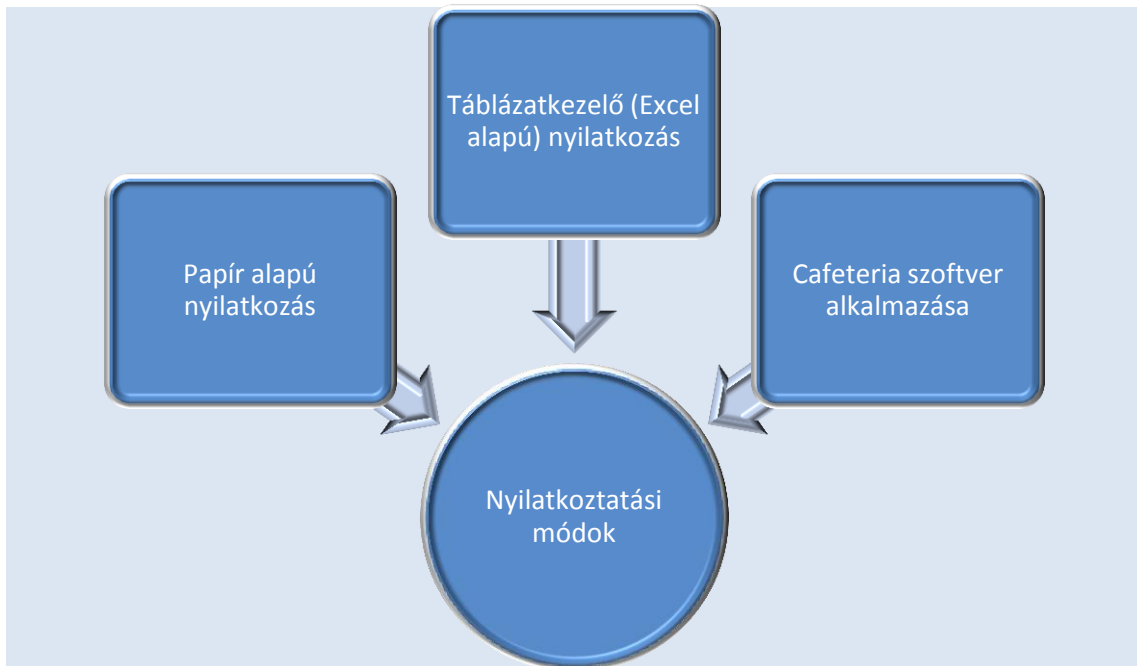 Táblázatkezelő (Excel
alapú) nyilatkozás
Papír alapú
nyilatkozás
Cafeteria szoftver
alkalmazása
Nyilatkoztatási
módok